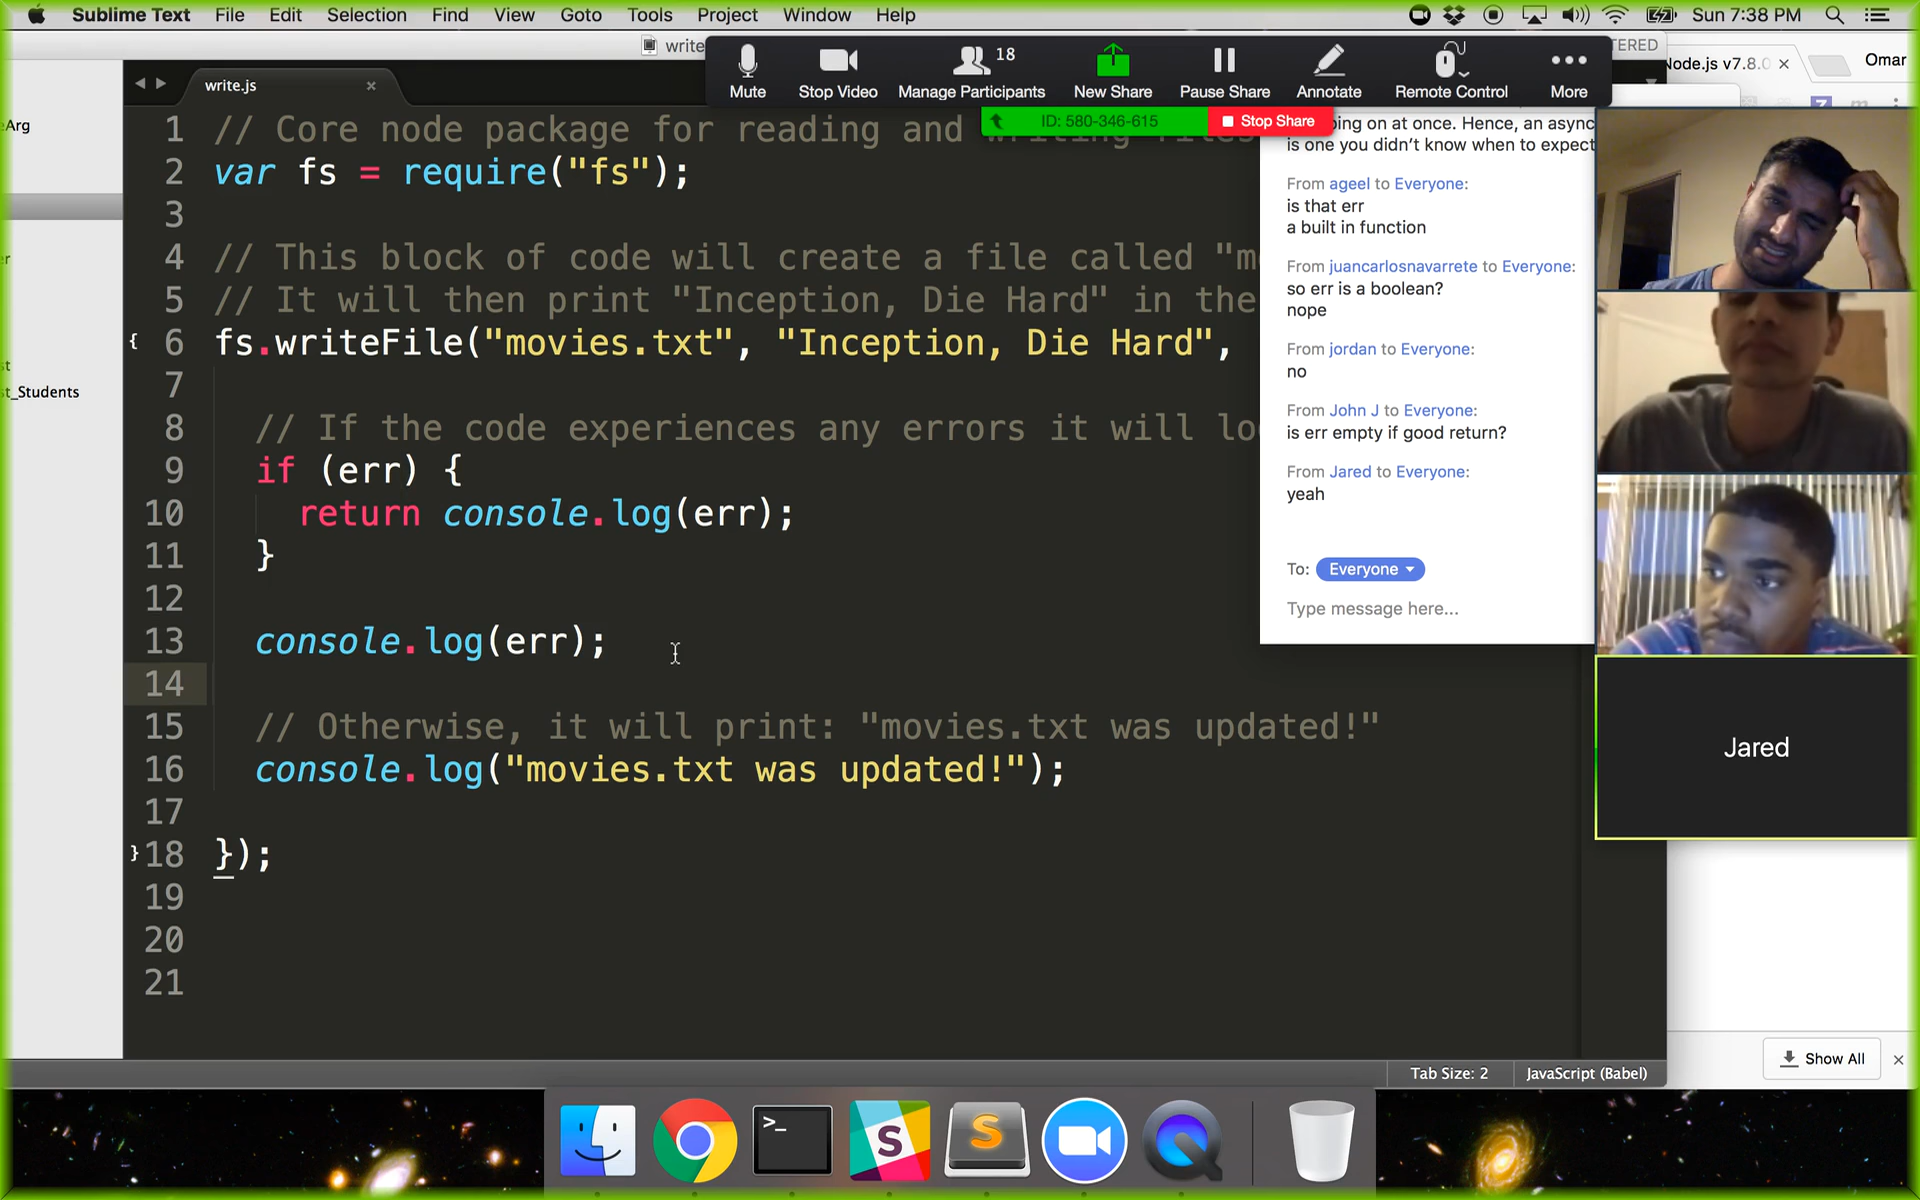 Sublime Text File Edit Selection Find View Goto Tools Project Window Help Sun 7:38 PM
write
TERED
Node.js v7.8.0
Omar
Mute Stop Video Manage Participants 18 New Share Pause Share Annotate Remote Control More
ID: 580-346-615 Stop Share
write.js
eArg
er
st
st_Students
1 // Core node package for reading and writing files
2 var fs = require("fs");
3
4 // This block of code will create a file called "m
5 // It will then print "Inception, Die Hard" in the
6 fs.writeFile("movies.txt", "Inception, Die Hard",
7
8 // If the code experiences any errors it will lo
9 if (err) {
10 return console.log(err);
11 }
12
13 console.log(err);
14
15 // Otherwise, it will print: "movies.txt was updated!"
16 console.log("movies.txt was updated!");
17
18 });
19
20
21
ing on at once. Hence, an async
is one you didn't know when to expect
From ageel to Everyone:
is that err
a built in function
From juancarlosnavarrete to Everyone:
so err is a boolean?
nope
From jordan to Everyone:
no
From John J to Everyone:
is err empty if good return?
From Jared to Everyone:
yeah
To: Everyone
Type message here...
Jared
Tab Size: 2 JavaScript (Babel)
Show All